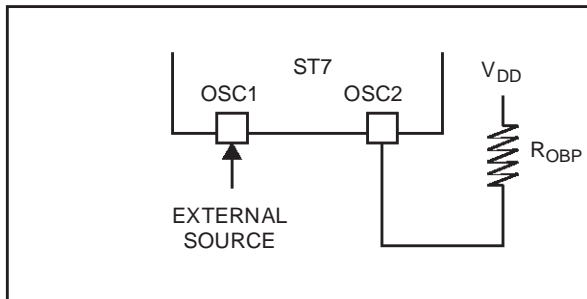 ST7
OSC1 OSC2
VDD
ROBP
EXTERNAL
SOURCE